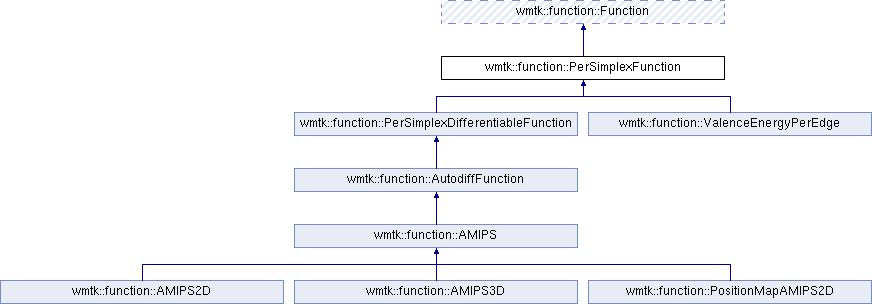 wmtk::function::Function
wmtk::function::PerSimplexFunction
wmtk::function::PerSimplexDifferentiableFunction
wmtk::function::ValenceEnergyPerEdge
wmtk::function::AutodiffFunction
wmtk::function::AMIPS
wmtk::function::AMIPS2D
wmtk::function::AMIPS3D
wmtk::function::PositionMapAMIPS2D